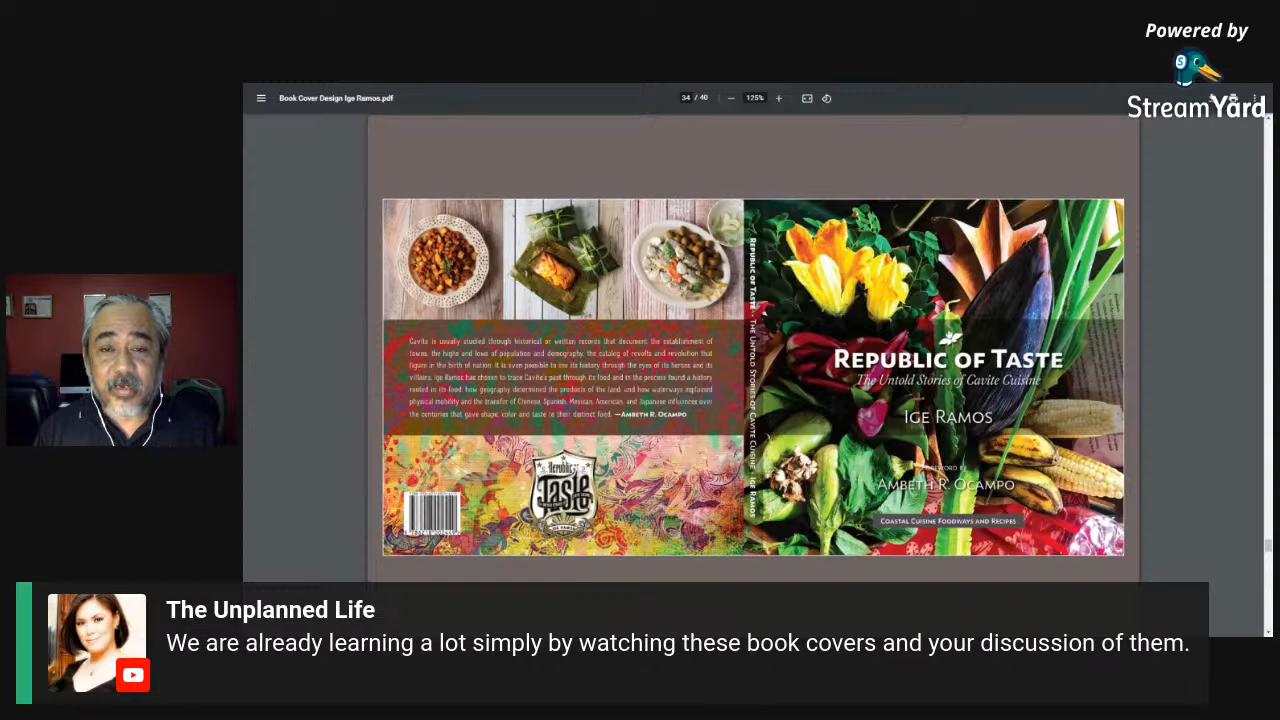 Powered by
StreamYard
Book Cover Design Ige Ramos.pdf
34 / 40
125%
Cavite is usually studied through historical or written records that document the establishment of
towns, the highs and lows of population and demography, the catalog of revolts and revolution that
figure in the birth of nation. It is even possible to see its history through the eyes of its heroes and its
villains. Ige Ramos has chosen to trace Cavite's past through its food and in the process found a history
rooted in its food: how geography determined the products of the land, and how waterways explained
physical mobility and the transfer of Chinese, Spanish, Mexican, American, and Japanese influences over
the centuries that gave shape, color and taste to their distinct food. —Ambeth R. Ocampo
Republic of
Taste
Ige Ramos
Republic of Taste · The Untold Stories of Cavite Cuisine · Ige Ramos
Republic of Taste
The Untold Stories of Cavite Cuisine
Ige Ramos
Foreword by
Ambeth R. Ocampo
Coastal Cuisine Foodways and Recipes
The Unplanned Life
We are already learning a lot simply by watching these book covers and your discussion of them.